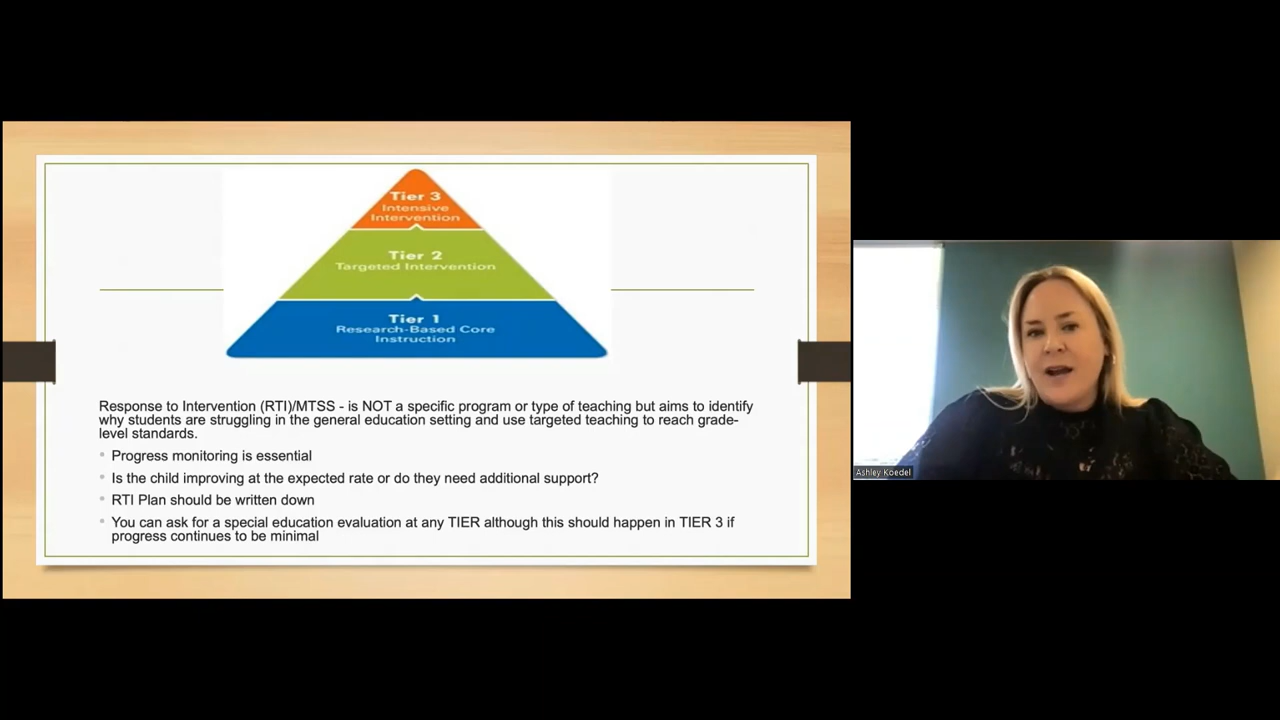 Tier 3
Intensive
Intervention
Tier 2
Targeted Intervention
Tier 1
Research-Based Core
Instruction
Response to Intervention (RTI)/MTSS - is NOT a specific program or type of teaching but aims to identify
why students are struggling in the general education setting and use targeted teaching to reach grade-
level standards.
Progress monitoring is essential
Is the child improving at the expected rate or do they need additional support?
RTI Plan should be written down
You can ask for a special education evaluation at any TIER although this should happen in TIER 3 if
progress continues to be minimal
Ashley Koedel